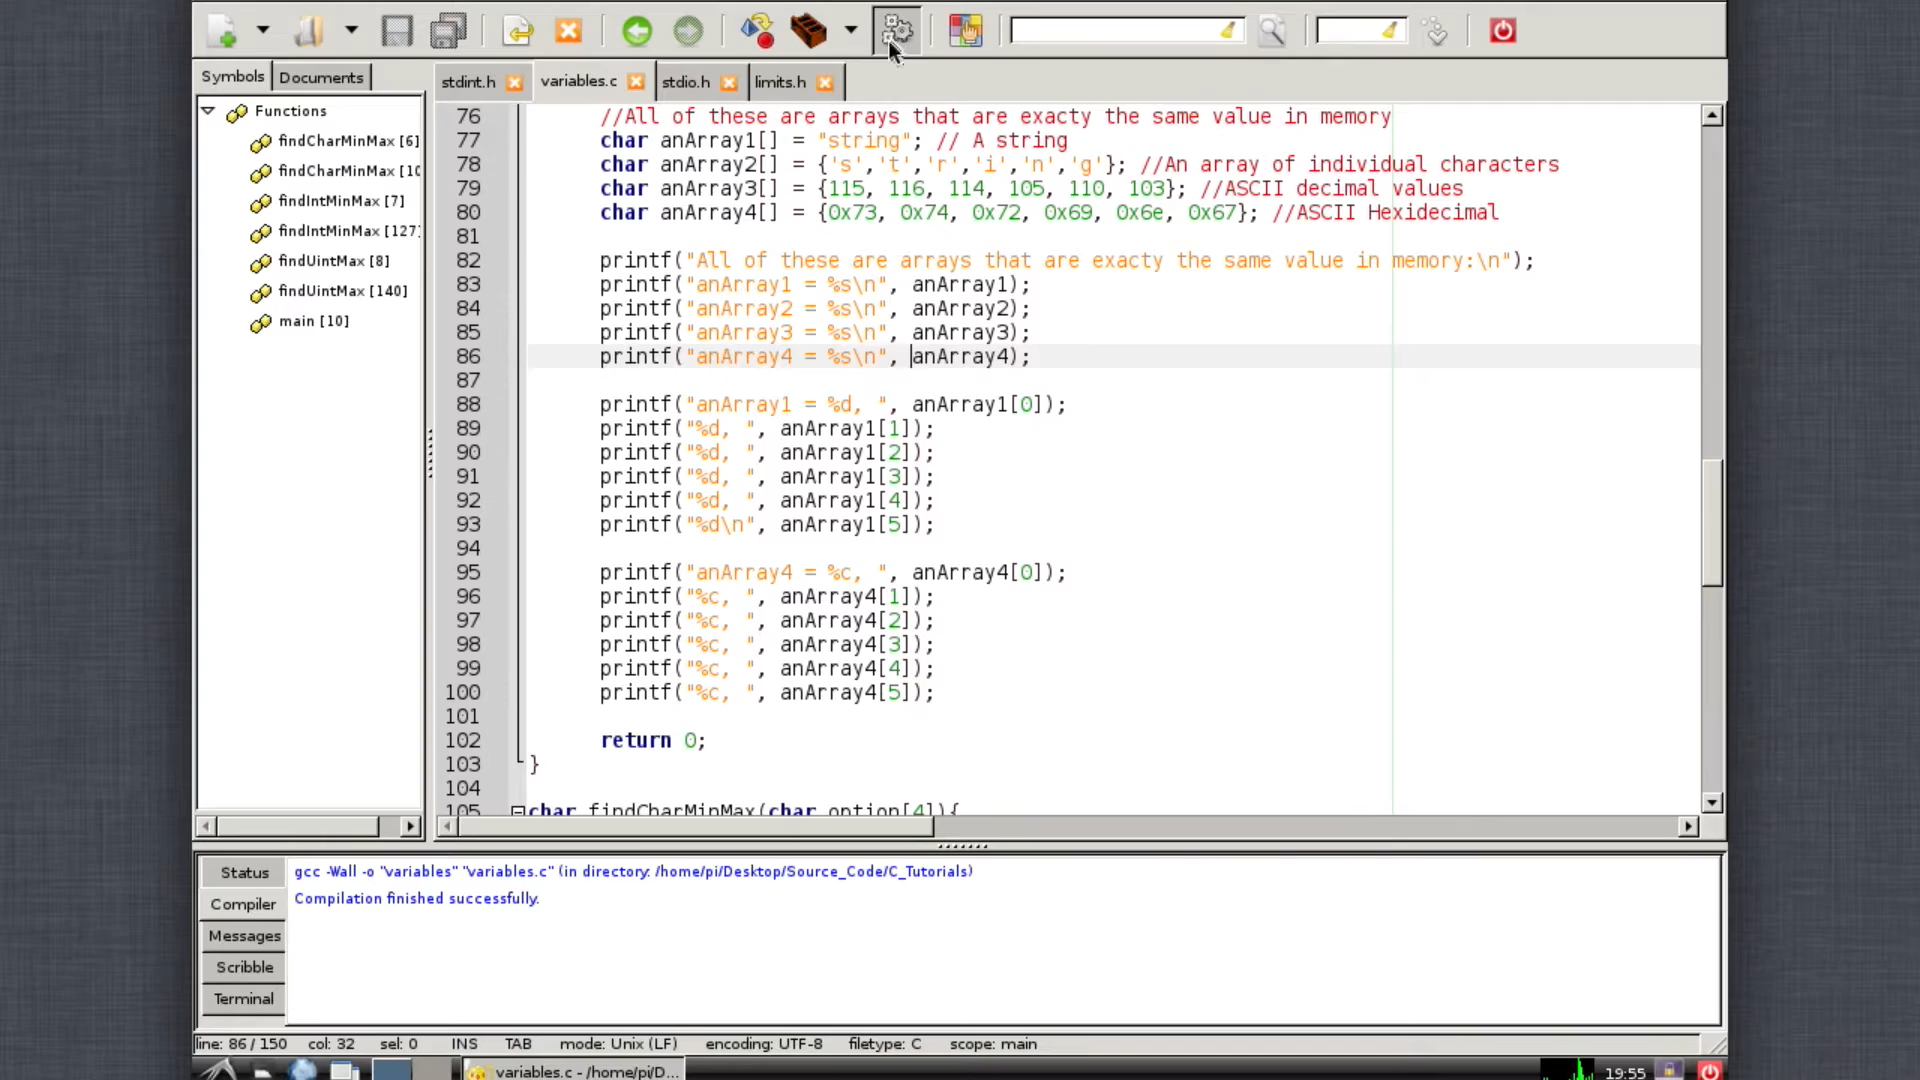 Symbols Documents
stdint.h variables.c stdio.h limits.h
Functions
findCharMinMax [6]
findCharMinMax [10
findIntMinMax [7]
findIntMinMax [127]
findUintMax [8]
findUintMax [140]
main [10]
76 //All of these are arrays that are exacty the same value in memory
77 char anArray1[] = "string"; // A string
78 char anArray2[] = {'s','t','r','i','n','g'}; //An array of individual characters
79 char anArray3[] = {115, 116, 114, 105, 110, 103}; //ASCII decimal values
80 char anArray4[] = {0x73, 0x74, 0x72, 0x69, 0x6e, 0x67}; //ASCII Hexidecimal
81
82 printf("All of these are arrays that are exacty the same value in memory:\n");
83 printf("anArray1 = %s\n", anArray1);
84 printf("anArray2 = %s\n", anArray2);
85 printf("anArray3 = %s\n", anArray3);
86 printf("anArray4 = %s\n", anArray4);
87
88 printf("anArray1 = %d, ", anArray1[0]);
89 printf("%d, ", anArray1[1]);
90 printf("%d, ", anArray1[2]);
91 printf("%d, ", anArray1[3]);
92 printf("%d, ", anArray1[4]);
93 printf("%d\n", anArray1[5]);
94
95 printf("anArray4 = %c, ", anArray4[0]);
96 printf("%c, ", anArray4[1]);
97 printf("%c, ", anArray4[2]);
98 printf("%c, ", anArray4[3]);
99 printf("%c, ", anArray4[4]);
100 printf("%c, ", anArray4[5]);
101
102 return 0;
103 }
104
105 char findCharMinMax(char option[4]){
Status
Compiler
Messages
Scribble
Terminal
gcc -Wall -o "variables" "variables.c" (in directory: /home/pi/Desktop/Source_Code/C_Tutorials)
Compilation finished successfully.
line: 86 / 150 col: 32 sel: 0 INS TAB mode: Unix (LF) encoding: UTF-8 filetype: C scope: main
variables.c - /home/pi/D... 19:55